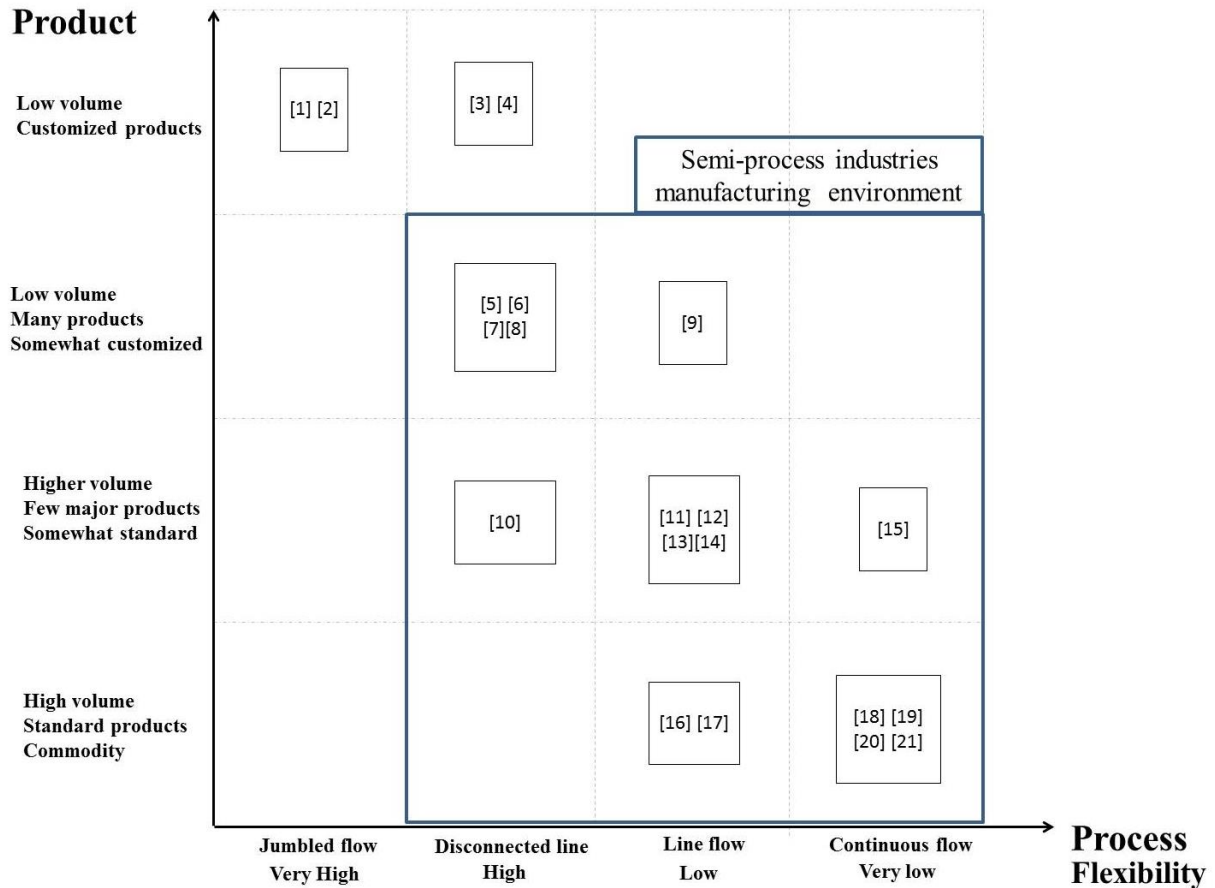 Product
Low volume
Customized products
[1] [2]
[3] [4]
Semi-process industries
manufacturing environment
Low volume
Many products
Somewhat customized
[5] [6]
[7][8]
[9]
Higher volume
Few major products
Somewhat standard
[10]
[11] [12]
[13][14]
[15]
High volume
Standard products
Commodity
[16] [17]
[18] [19]
[20] [21]
Jumbled flow
Very High
Disconnected line
High
Line flow
Low
Continuous flow
Very low
Process
Flexibility